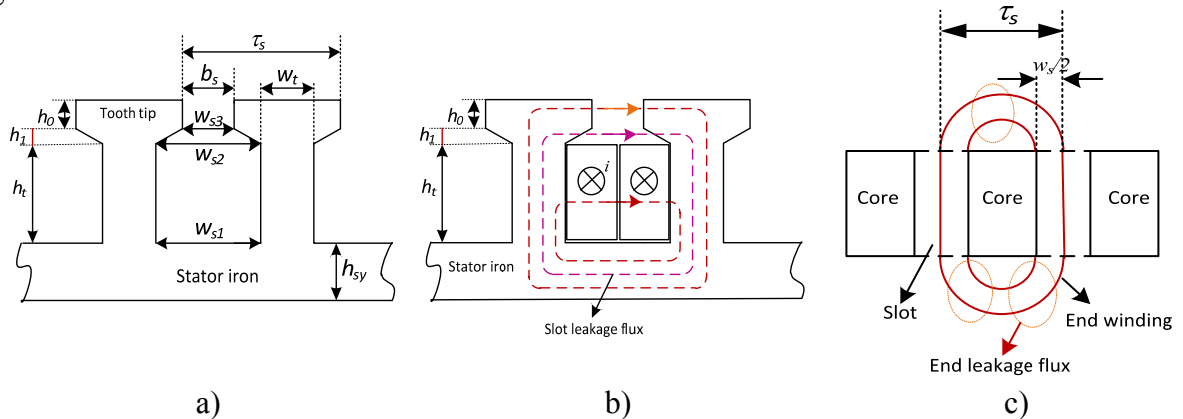 τs
bs
wt
h0
Tooth tip
ws3
h1
ws2
ht
ws1
Stator iron
hsy
a)
h0
h1
i
ht
Stator iron
Slot leakage flux
b)
τs
ws/2
Core
Core
Core
Slot
End winding
End leakage flux
c)